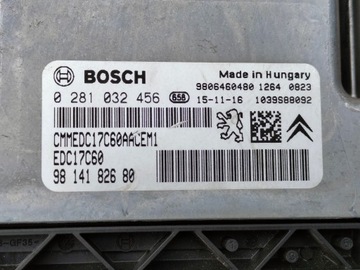 BOSCH
Made in Hungary
9806460480 1264 0823
0 281 032 456 658 15-11-16 1039S88092
CMMEDC17C60AACEM1
EDC17C60
98 141 826 80